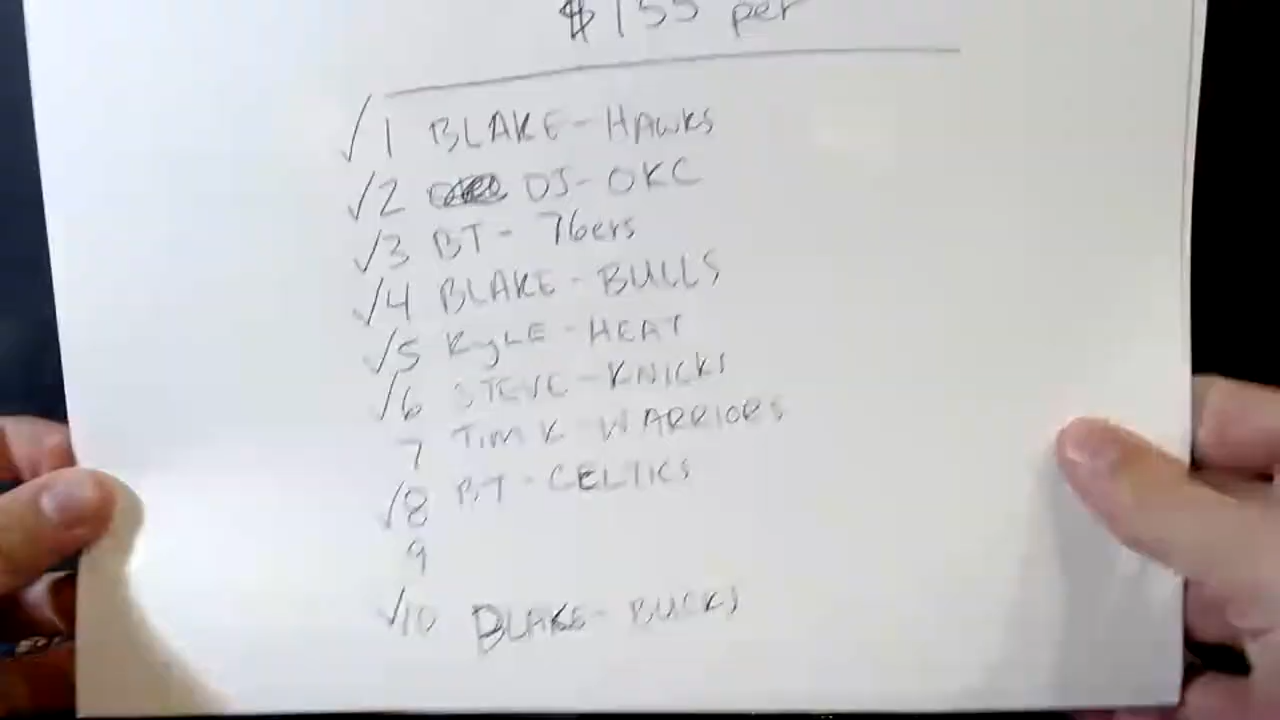 $155 per
√1 BLAKE-HAWKS
√2 DJ-OKC
√3 BT- 76ers
√4 BLAKE-BULLS
√5 KyLE-HEAT
√6 STEVE-KNICKS
7 TIM K-WARRIORS
√8 BT-CELTICS
9
√10 BLAKE-BUCKS